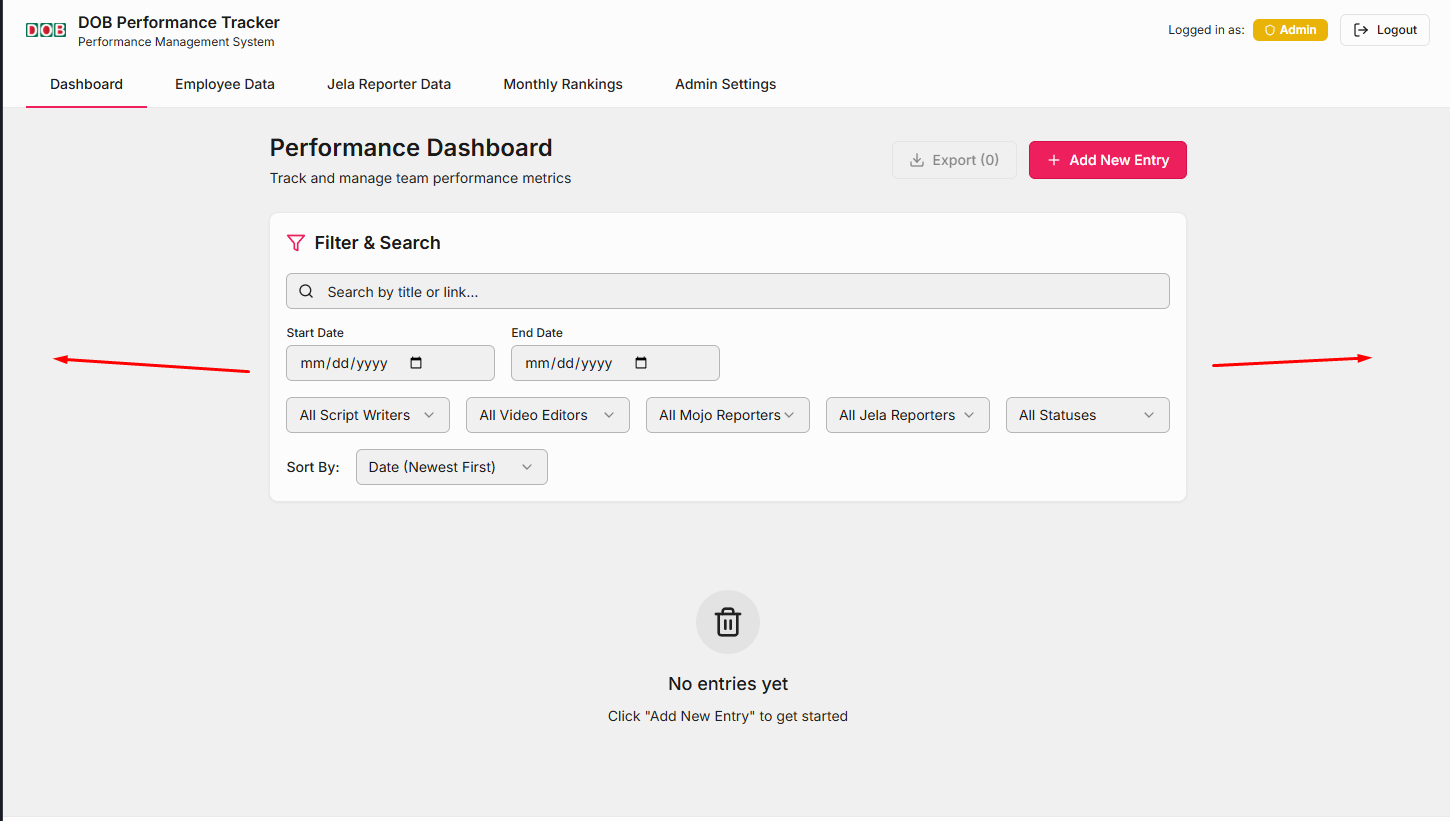 DOB DOB Performance Tracker
Performance Management System
Logged in as: Admin Logout
Dashboard Employee Data Jela Reporter Data Monthly Rankings Admin Settings
Performance Dashboard
Track and manage team performance metrics
Export (0) + Add New Entry
Filter & Search
Search by title or link...
Start Date End Date
mm/dd/yyyy mm/dd/yyyy
All Script Writers All Video Editors All Mojo Reporters All Jela Reporters All Statuses
Sort By: Date (Newest First)
No entries yet
Click "Add New Entry" to get started